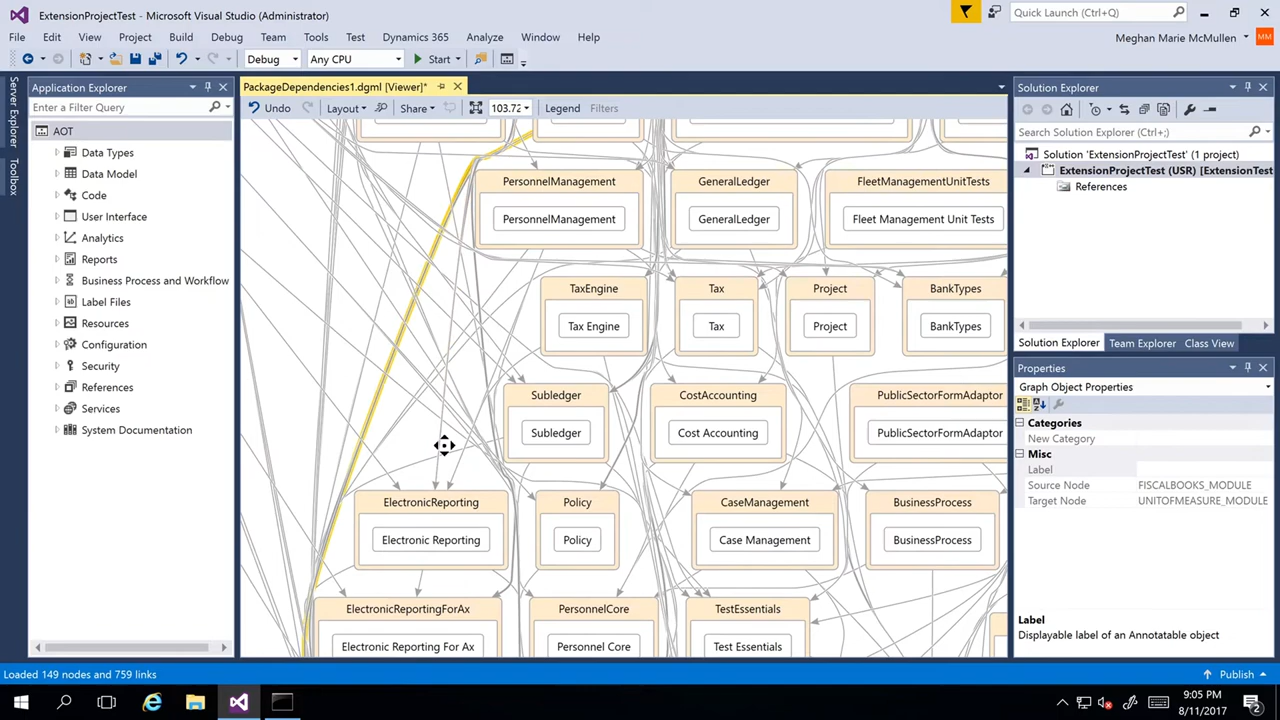 ExtensionProjectTest - Microsoft Visual Studio (Administrator)
Quick Launch (Ctrl+Q)
File Edit View Project Build Debug Team Tools Test Dynamics 365 Analyze Window Help
Meghan Marie McMullen MM
Debug Any CPU Start
Server Explorer
Toolbox
Application Explorer
Enter a Filter Query
AOT
Data Types
Data Model
Code
User Interface
Analytics
Reports
Business Process and Workflow
Label Files
Resources
Configuration
Security
References
Services
System Documentation
PackageDependencies1.dgml [Viewer]*
Undo Layout Share 103.72 Legend Filters
PersonnelManagement
PersonnelManagement
GeneralLedger
GeneralLedger
FleetManagementUnitTests
Fleet Management Unit Tests
TaxEngine
Tax Engine
Tax
Tax
Project
Project
BankTypes
BankTypes
Subledger
Subledger
CostAccounting
Cost Accounting
PublicSectorFormAdaptor
PublicSectorFormAdaptor
ElectronicReporting
Electronic Reporting
Policy
Policy
CaseManagement
Case Management
BusinessProcess
BusinessProcess
ElectronicReportingForAx
Electronic Reporting For Ax
PersonnelCore
Personnel Core
TestEssentials
Test Essentials
Solution Explorer
Search Solution Explorer (Ctrl+;)
Solution 'ExtensionProjectTest' (1 project)
ExtensionProjectTest (USR) [ExtensionTest
References
Solution Explorer Team Explorer Class View
Properties
Graph Object Properties
Categories
New Category
Misc
Label
Source Node FISCALBOOKS_MODULE
Target Node UNITOFMEASURE_MODULE
Label
Displayable label of an Annotatable object
Loaded 149 nodes and 759 links
Publish
9:05 PM
8/11/2017
2